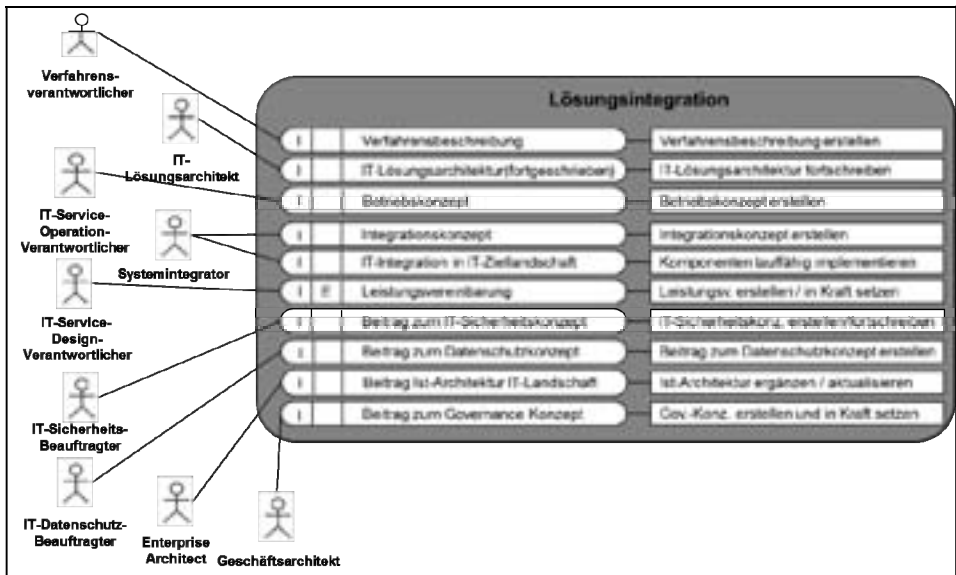 Verfahrens-
verantwortlicher
IT-
Lösungsarchitekt
IT-Service-
Operation-
Verantwortlicher
Systemintegrator
IT-Service-
Design-
Verantwortlicher
IT-Sicherheits-
Beauftragter
IT-Datenschutz-
Beauftragter
Enterprise
Architect
Geschäftsarchitekt
Lösungsintegration
I Verfahrensbeschreibung Verfahrensbeschreibung erstellen
I IT-Lösungsarchitektur(fortgeschrieben) IT-Lösungsarchitektur fortschreiben
I Betriebskonzept Betriebskonzept erstellen
I Integrationskonzept Integrationskonzept erstellen
I IT-Integration in IT-Ziellandschaft Komponenten lauffähig implementieren
I E Leistungsvereinbarung Leistungsv. erstellen / in Kraft setzen
I Beitrag zum IT-Sicherheitskonzept IT-Sicherheitskonz. erstellen/fortschreiben
I Beitrag zum Datenschutzkonzept Beitrag zum Datenschutzkonzept erstellen
I Beitrag Ist-Architektur IT-Landschaft Ist-Architektur ergänzen / aktualisieren
I Beitrag zum Governance Konzept Gov.-Konz. erstellen und in Kraft setzen